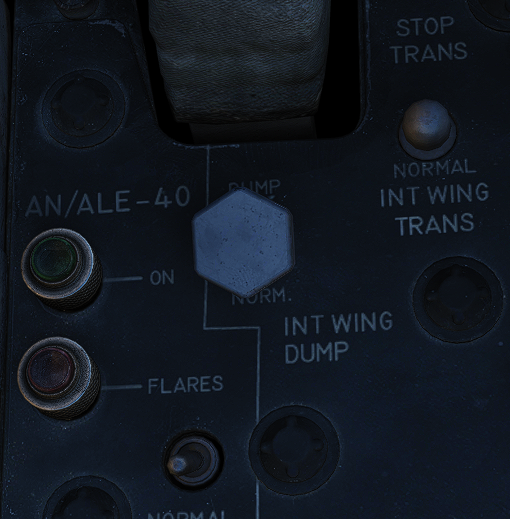 STOP
TRANS
NORMAL
INT WING
TRANS
AN/ALE-40
DUMP
NORM.
ON
INT WING
DUMP
FLARES
NORMAL